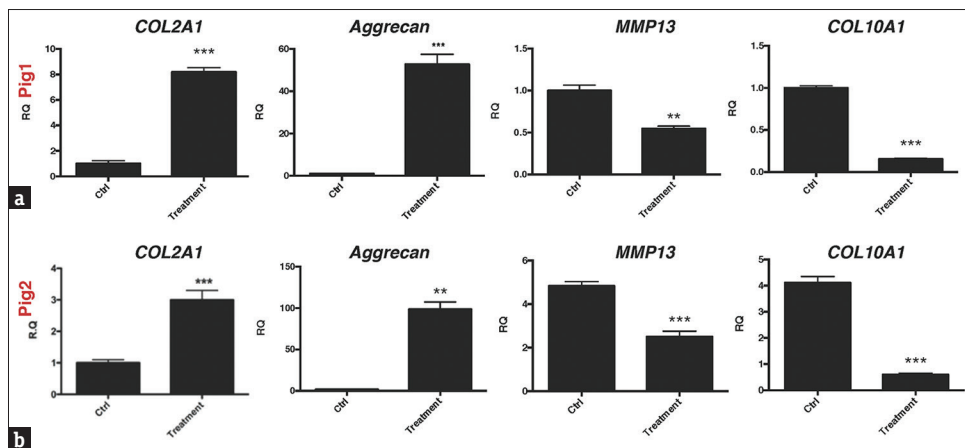 COL2A1 Aggrecan MMP13 COL10A1
Pig1
RQ
10
8
6
4
2
0
***
Ctrl Treatment
RQ
60
40
20
0
***
Ctrl Treatment
RQ
1.5
1.0
0.5
0.0
**
Ctrl Treatment
RQ
1.5
1.0
0.5
0.0
***
Ctrl Treatment
a
COL2A1 Aggrecan MMP13 COL10A1
Pig2
R.Q
4
3
2
1
0
***
Ctrl Treatment
RQ
150
100
50
0
**
Ctrl Treatment
RQ
6
4
2
0
***
Ctrl Treatment
RQ
5
4
3
2
1
0
***
Ctrl Treatment
b